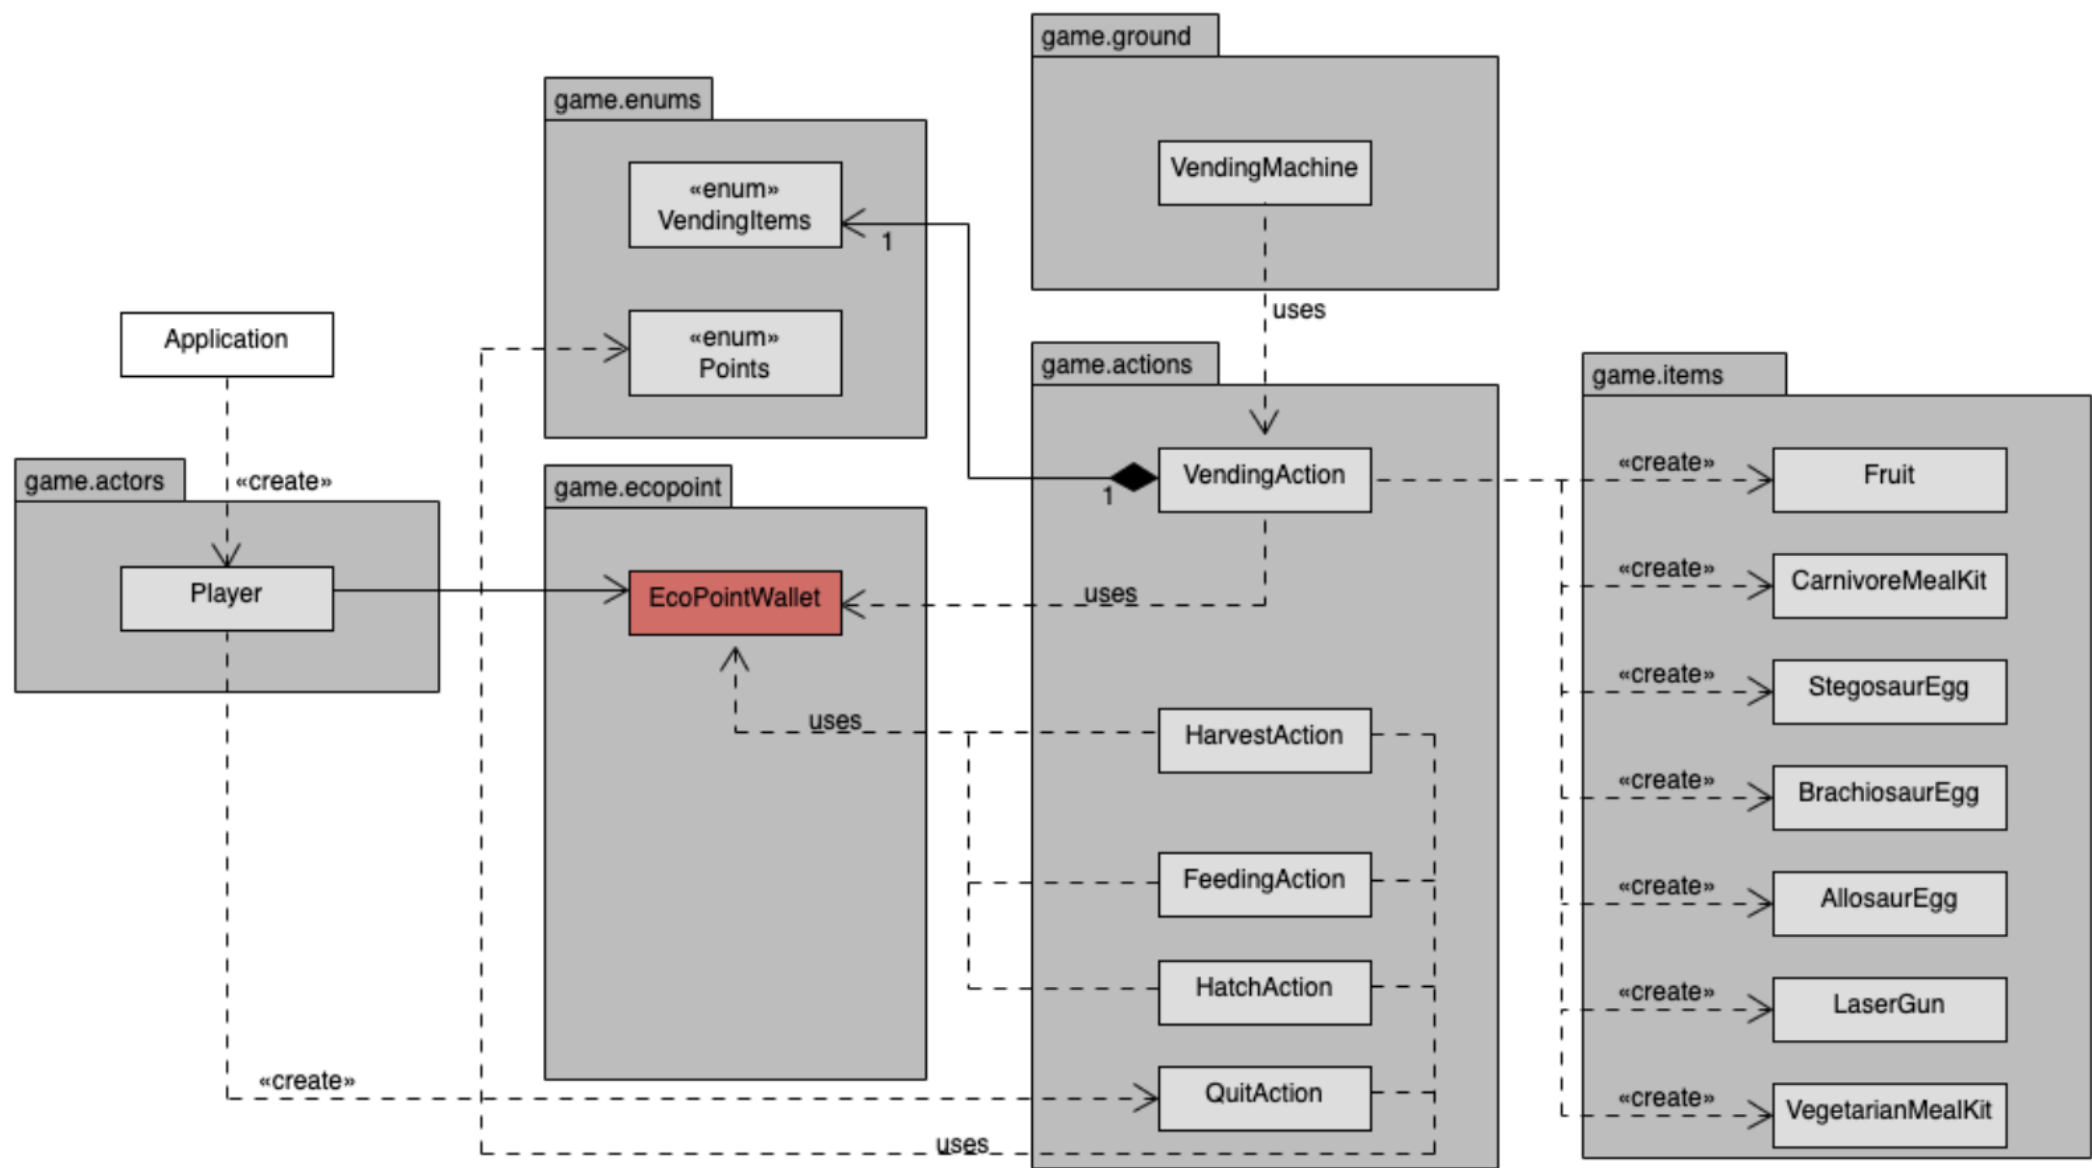 game.ground
VendingMachine
uses
game.enums
«enum»
VendingItems
1
«enum»
Points
Application
«create»
game.actors
Player
game.ecopoint
EcoPointWallet
game.actions
VendingAction
1
uses
uses
HarvestAction
FeedingAction
HatchAction
«create»
QuitAction
uses
game.items
«create»
Fruit
«create»
CarnivoreMealKit
«create»
StegosaurEgg
«create»
BrachiosaurEgg
«create»
AllosaurEgg
«create»
LaserGun
«create»
VegetarianMealKit